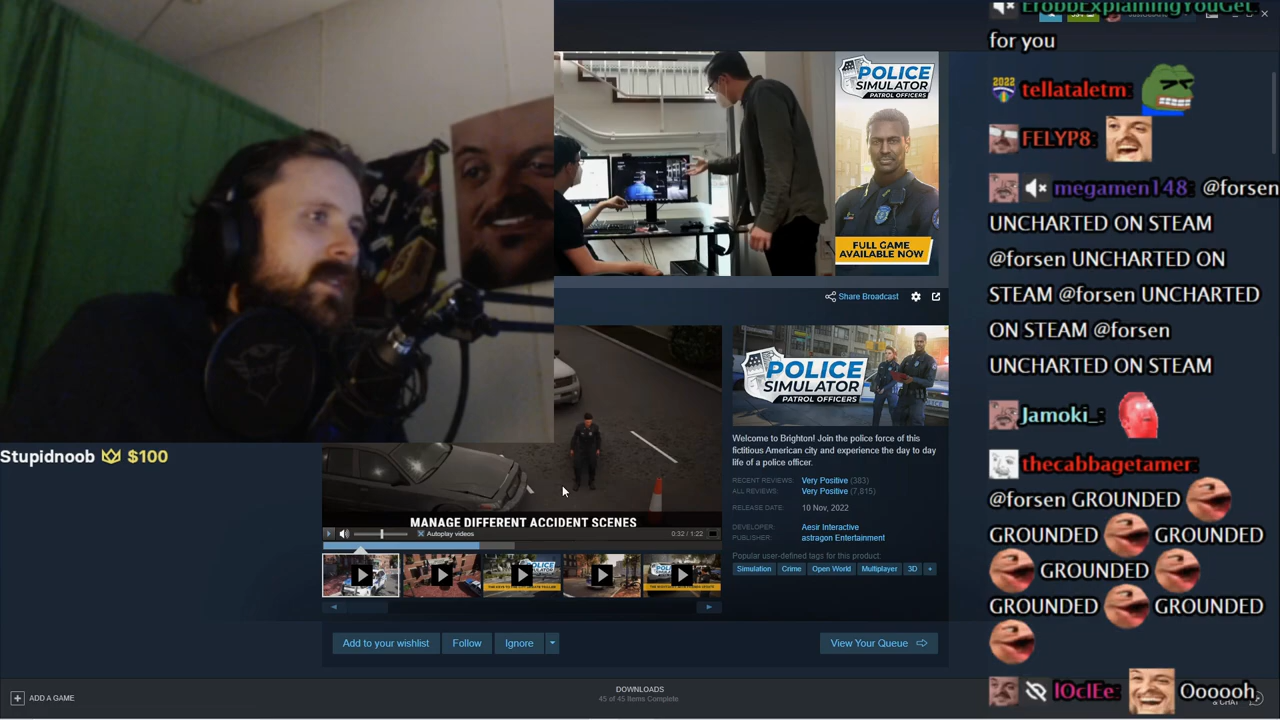 ErobbExplainingYouGet
for you
tellataletm:
FELYP8:
megamen148: @forsen
UNCHARTED ON STEAM
@forsen UNCHARTED ON
STEAM @forsen UNCHARTED
ON STEAM @forsen
UNCHARTED ON STEAM
Jamoki_:
thecabbagetamer:
@forsen GROUNDED
GROUNDED GROUNDED
GROUNDED
GROUNDED GROUNDED
lOclEe: Oooooh,
POLICE
SIMULATOR
PATROL OFFICERS
FULL GAME
AVAILABLE NOW
Share Broadcast
POLICE
SIMULATOR
PATROL OFFICERS
Welcome to Brighton! Join the police force of this
fictitious American city and experience the day to day
life of a police officer.
RECENT REVIEWS: Very Positive (383)
ALL REVIEWS: Very Positive (7,815)
RELEASE DATE: 10 Nov, 2022
DEVELOPER: Aesir Interactive
PUBLISHER: astragon Entertainment
Popular user-defined tags for this product:
Simulation Crime Open World Multiplayer 3D +
Stupidnoob $100
MANAGE DIFFERENT ACCIDENT SCENES
Autoplay videos 0:32 / 1:22
Add to your wishlist Follow Ignore View Your Queue
ADD A GAME
DOWNLOADS
45 of 45 Items Complete
& CHAT